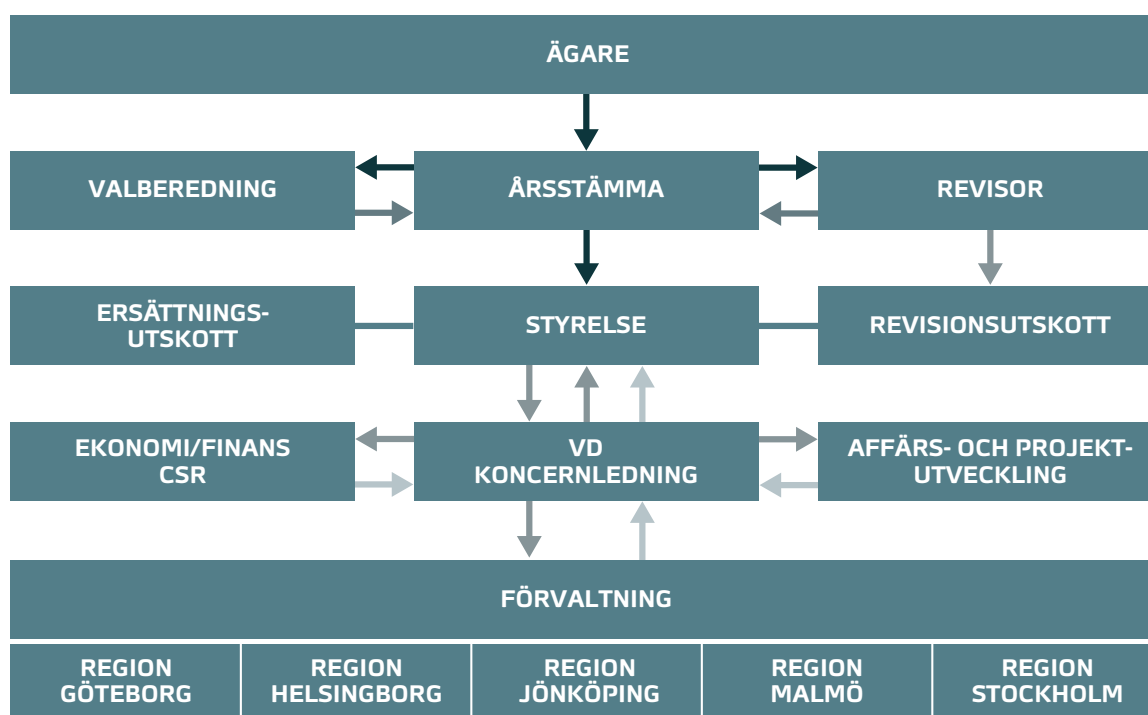 ÄGARE
VALBEREDNING
ÅRSSTÄMMA
REVISOR
ERSÄTTNINGS-
UTSKOTT
STYRELSE
REVISIONSUTSKOTT
EKONOMI/FINANS
CSR
VD
KONCERNLEDNING
AFFÄRS- OCH PROJEKT-
UTVECKLING
FÖRVALTNING
REGION
GÖTEBORG
REGION
HELSINGBORG
REGION
JÖNKÖPING
REGION
MALMÖ
REGION
STOCKHOLM